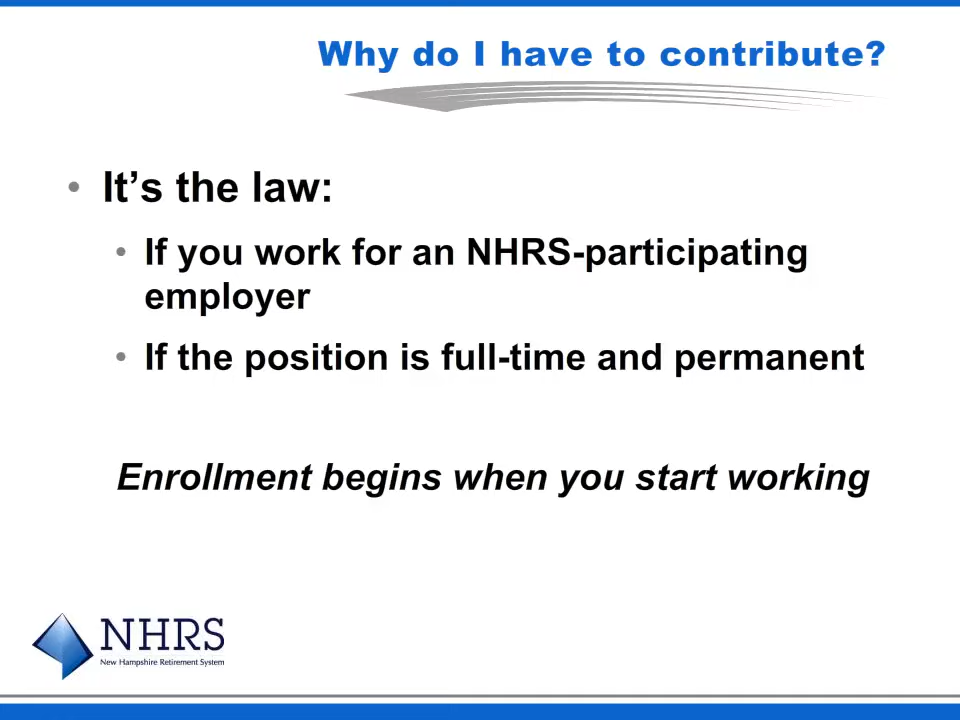 Why do I have to contribute?
• It’s the law:
• If you work for an NHRS-participating
employer
• If the position is full-time and permanent
Enrollment begins when you start working
NHRS
New Hampshire Retirement System